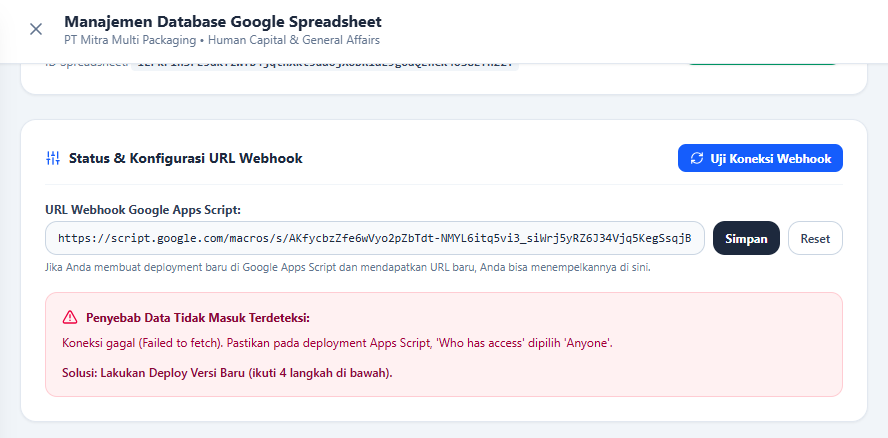 Manajemen Database Google Spreadsheet
PT Mitra Multi Packaging • Human Capital & General Affairs
ID Spreadsheet:
Status & Konfigurasi URL Webhook
Uji Koneksi Webhook
URL Webhook Google Apps Script:
https://script.google.com/macros/s/AKfycbzZfe6wVyo2pZbTdt-NMYL6itq5vi3_siWrj5yRZ6J34Vjq5KegSsqjB
Simpan
Reset
Jika Anda membuat deployment baru di Google Apps Script dan mendapatkan URL baru, Anda bisa menempelkannya di sini.
Penyebab Data Tidak Masuk Terdeteksi:
Koneksi gagal (Failed to fetch). Pastikan pada deployment Apps Script, 'Who has access' dipilih 'Anyone'.
Solusi: Lakukan Deploy Versi Baru (ikuti 4 langkah di bawah).